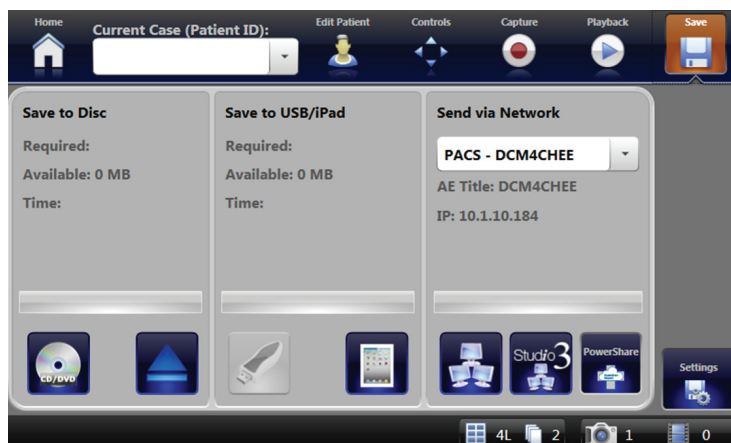 Home
Current Case (Patient ID):
Edit Patient
Controls
Capture
Playback
Save
Save to Disc
Required:
Available: 0 MB
Time:
CD/DVD
Save to USB/iPad
Required:
Available: 0 MB
Time:
Send via Network
PACS - DCM4CHEE
AE Title: DCM4CHEE
IP: 10.1.10.184
Studio3
PowerShare
Settings
4L
2
1
0